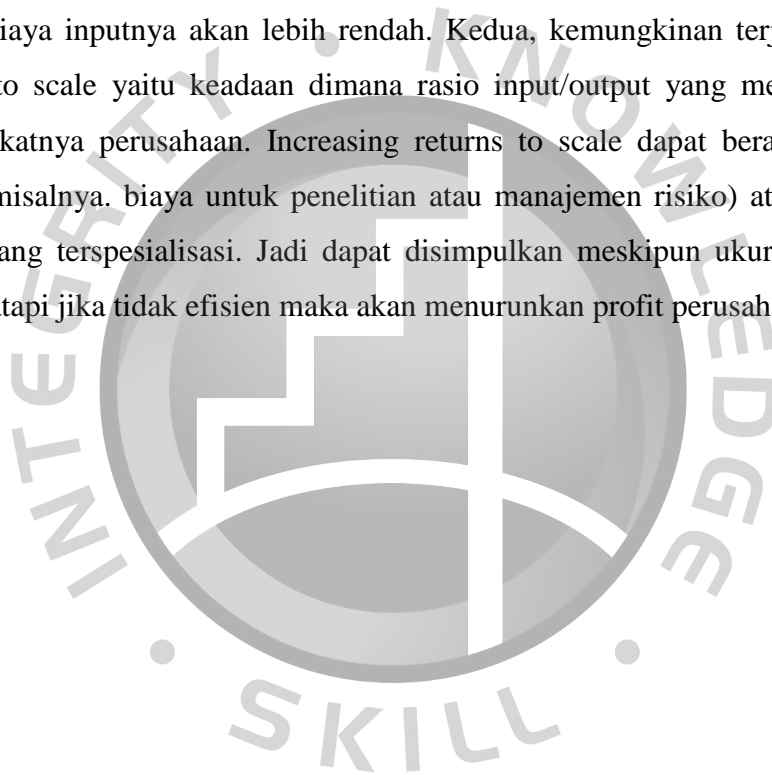 iaya inputnya akan lebih rendah. Kedua, kemungkinan terj
to scale yaitu keadaan dimana rasio input/output yang me
katnya perusahaan. Increasing returns to scale dapat bera
misalnya. biaya untuk penelitian atau manajemen risiko) at
ang terspesialisasi. Jadi dapat disimpulkan meskipun ukur
tapi jika tidak efisien maka akan menurunkan profit perusah
INTEGRITY • KNOWLEDGE • SKILL •